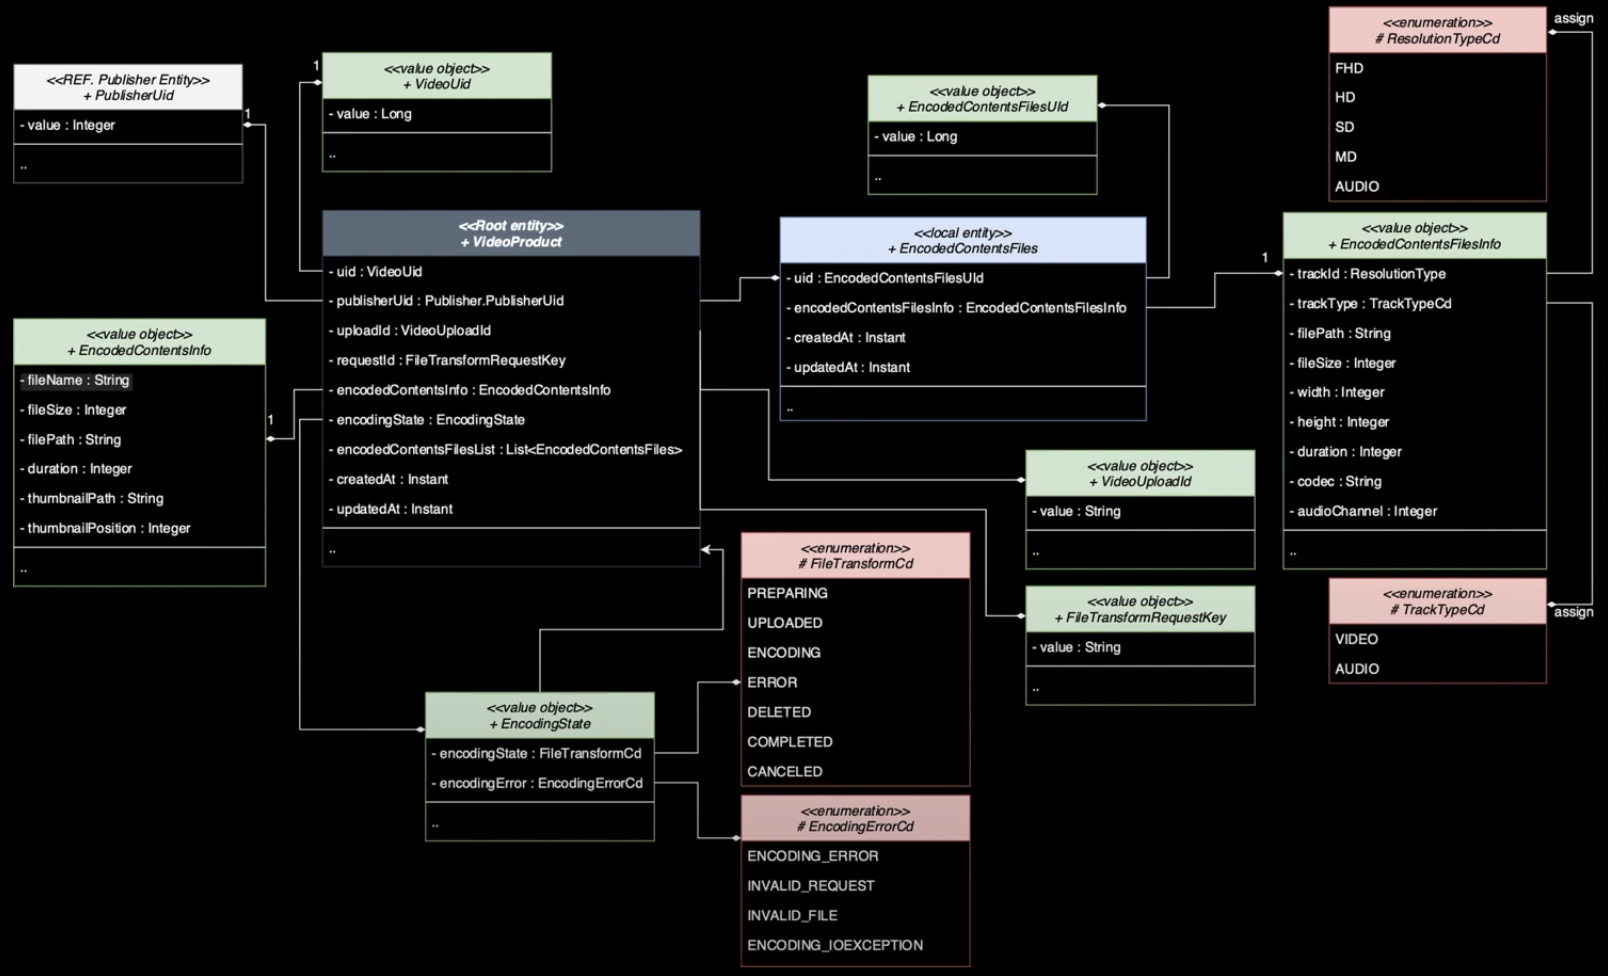 <<REF. Publisher Entity>>
+ PublisherUid
- value : Integer
..
1
1
<<value object>>
+ VideoUid
- value : Long
..
<<value object>>
+ EncodedContentsFilesUId
- value : Long
..
<<enumeration>>
# ResolutionTypeCd
FHD
HD
SD
MD
AUDIO
assign
<<Root entity>>
+ VideoProduct
- uid : VideoUid
- publisherUid : Publisher.PublisherUid
- uploadId : VideoUploadId
- requestId : FileTransformRequestKey
- encodedContentsInfo : EncodedContentsInfo
- encodingState : EncodingState
- encodedContentsFilesList : List<EncodedContentsFiles>
- createdAt : Instant
- updatedAt : Instant
..
<<local entity>>
+ EncodedContentsFiles
- uid : EncodedContentsFilesUId
- encodedContentsFilesInfo : EncodedContentsFilesInfo
- createdAt : Instant
- updatedAt : Instant
..
1
<<value object>>
+ EncodedContentsFilesInfo
- trackId : ResolutionType
- trackType : TrackTypeCd
- filePath : String
- fileSize : Integer
- width : Integer
- height : Integer
- duration : Integer
- codec : String
- audioChannel : Integer
..
<<value object>>
+ EncodedContentsInfo
- fileName : String
- fileSize : Integer
- filePath : String
- duration : Integer
- thumbnailPath : String
- thumbnailPosition : Integer
..
1
<<value object>>
+ VideoUploadId
- value : String
..
<<enumeration>>
# FileTransformCd
PREPARING
UPLOADED
ENCODING
ERROR
DELETED
COMPLETED
CANCELED
<<value object>>
+ FileTransformRequestKey
- value : String
..
<<enumeration>>
# TrackTypeCd
VIDEO
AUDIO
assign
<<value object>>
+ EncodingState
- encodingState : FileTransformCd
- encodingError : EncodingErrorCd
..
<<enumeration>>
# EncodingErrorCd
ENCODING_ERROR
INVALID_REQUEST
INVALID_FILE
ENCODING_IOEXCEPTION